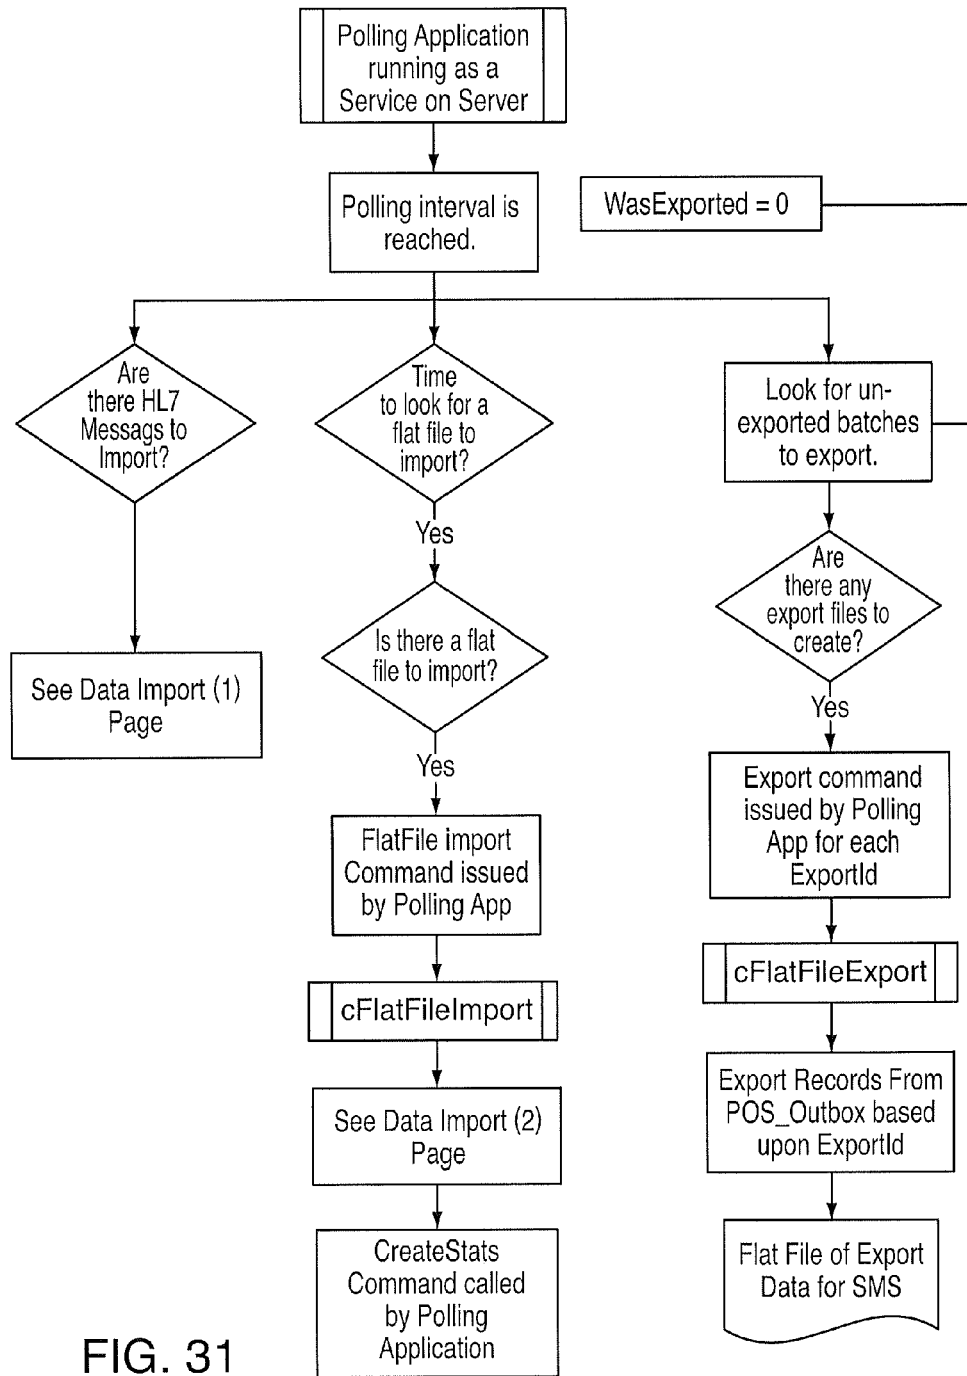 Polling Application
running as a
Service on Server
Polling interval is
reached.
WasExported = 0
Are
there HL7
Messags to
Import?
Time
to look for a
flat file to
import?
Look for un-
exported batches
to export.
Yes
Are
there any
export files to
create?
Is there a flat
file to import?
See Data Import (1)
Page
Yes
Yes
Export command
issued by Polling
App for each
ExportId
FlatFile import
Command issued
by Polling App
cFlatFileExport
cFlatFileImport
Export Records From
POS_Outbox based
upon ExportId
See Data Import (2)
Page
Flat File of Export
Data for SMS
CreateStats
Command called
by Polling
Application
FIG. 31